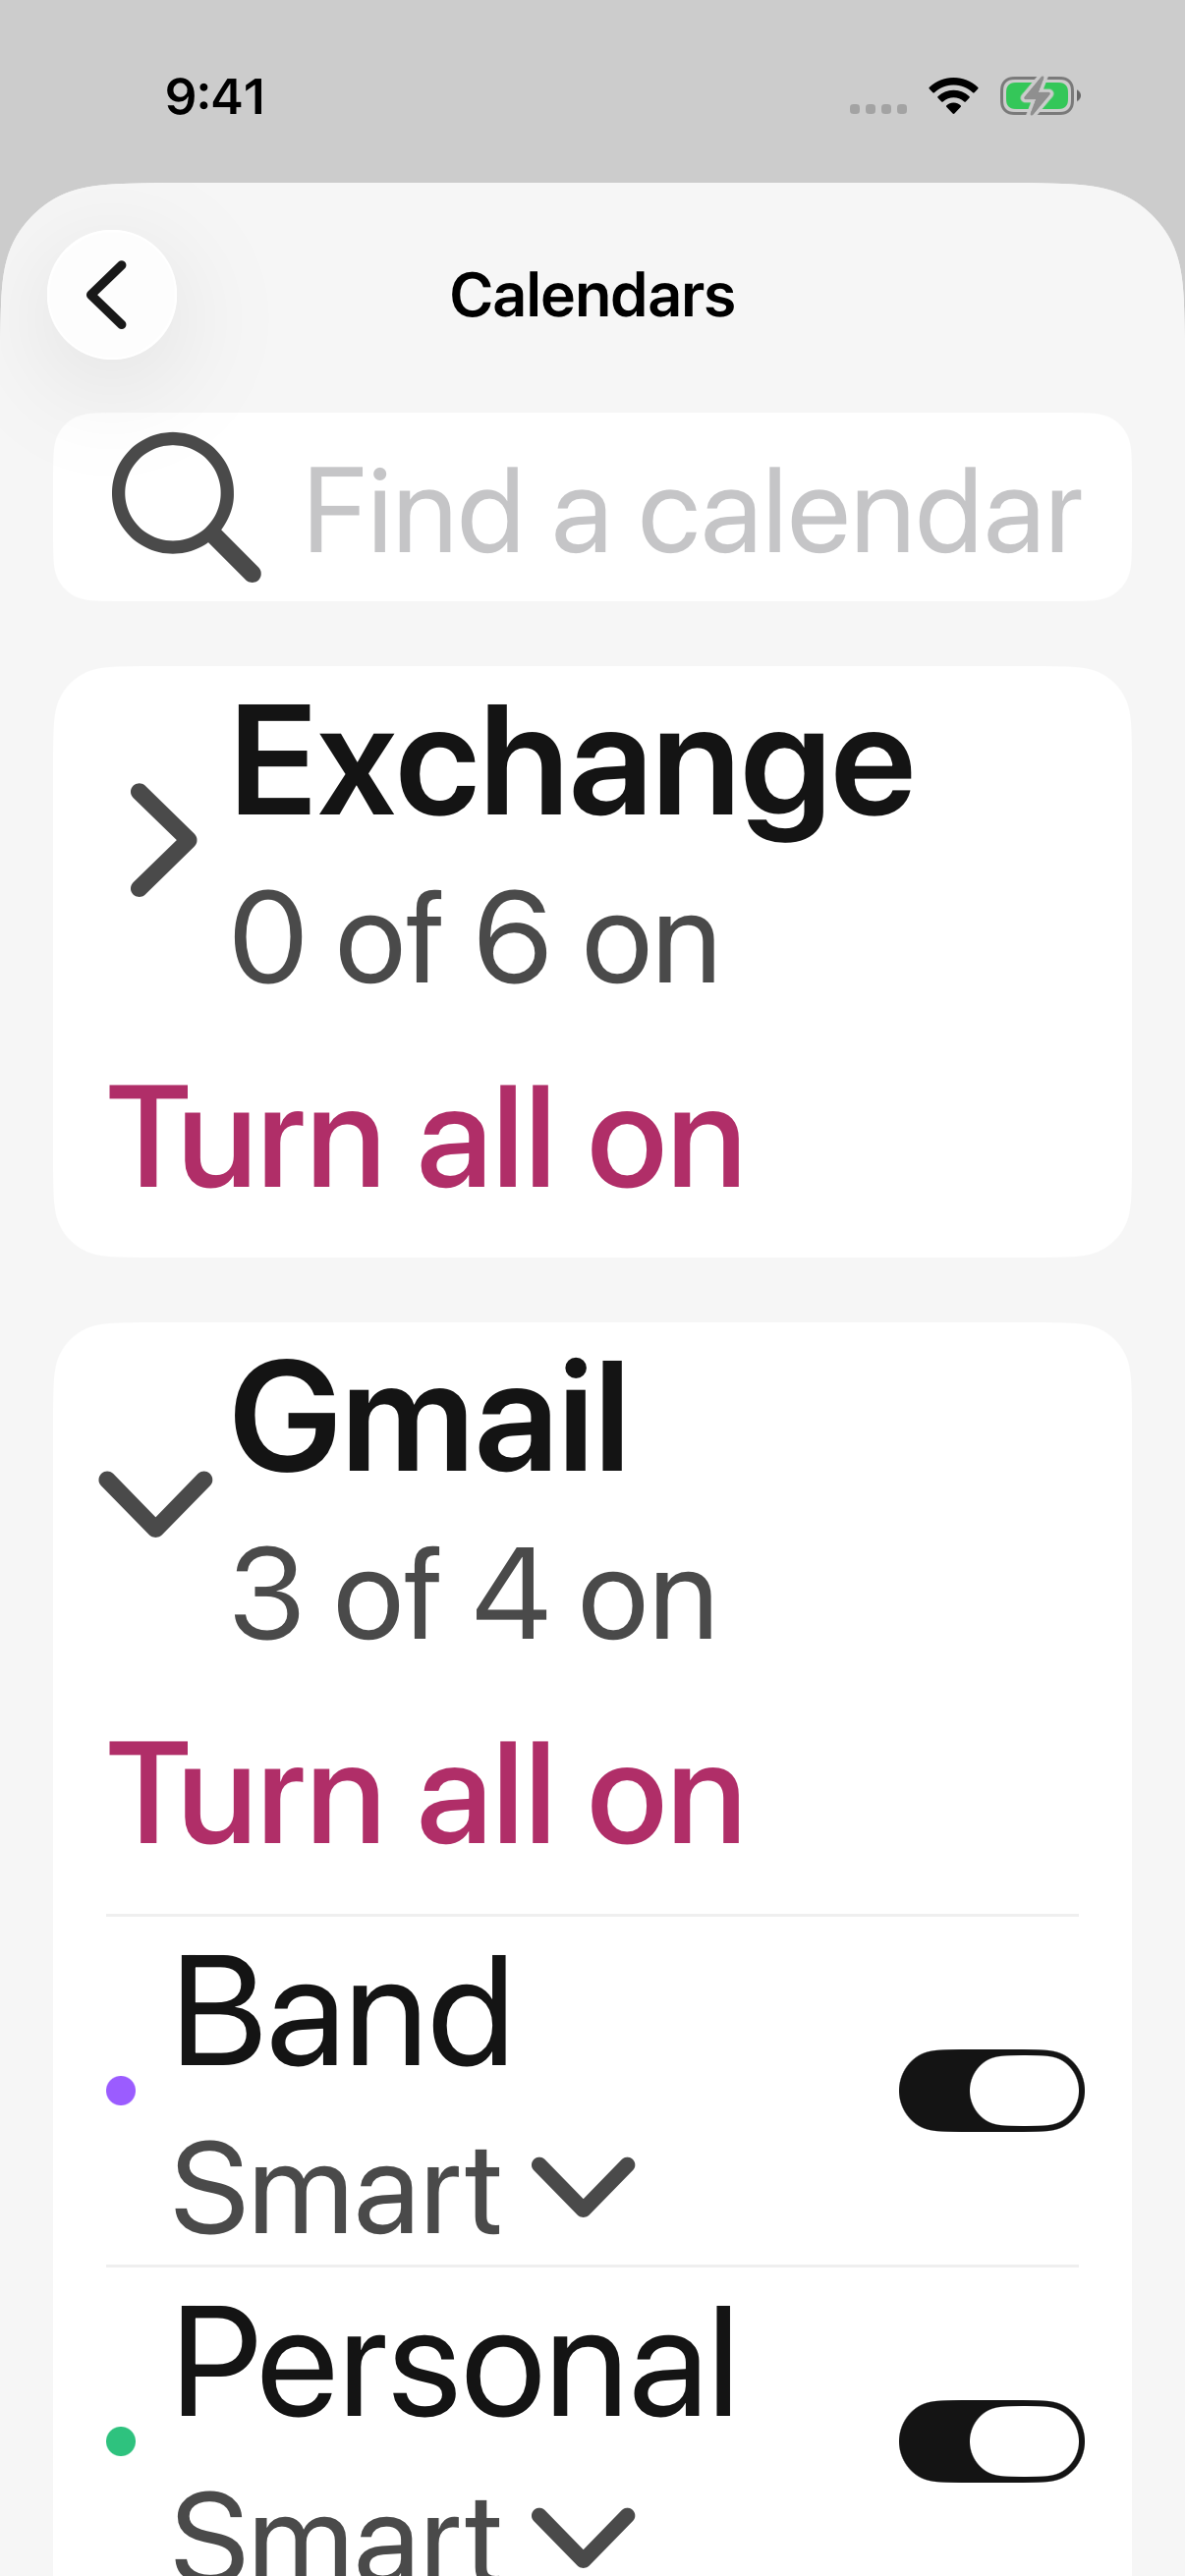 9:41
Calendars
Find a calendar
Exchange
0 of 6 on
Turn all on
Gmail
3 of 4 on
Turn all on
Band
Smart
Personal
Smart